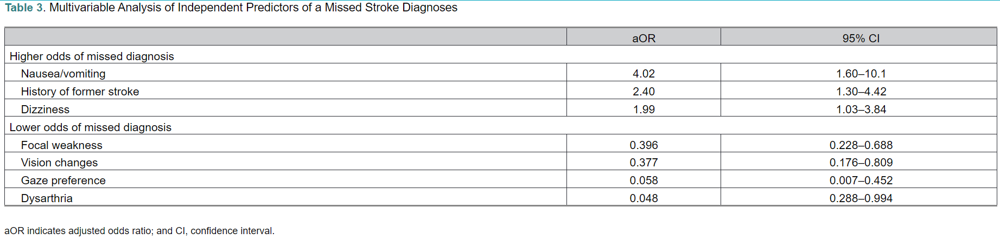 Table 3. Multivariable Analysis of Independent Predictors of a Missed Stroke Diagnoses
aOR 95% CI
Higher odds of missed diagnosis
Nausea/vomiting 4.02 1.60–10.1
History of former stroke 2.40 1.30–4.42
Dizziness 1.99 1.03–3.84
Lower odds of missed diagnosis
Focal weakness 0.396 0.228–0.688
Vision changes 0.377 0.176–0.809
Gaze preference 0.058 0.007–0.452
Dysarthria 0.048 0.288–0.994
aOR indicates adjusted odds ratio; and CI, confidence interval.